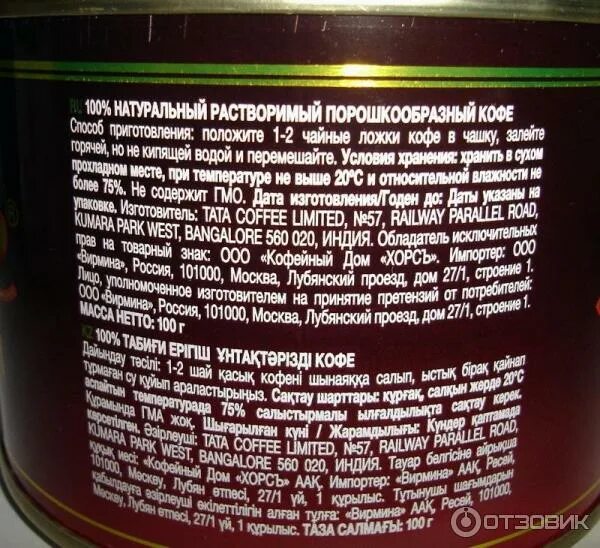 RU 100% НАТУРАЛЬНЫЙ РАСТВОРИМЫЙ ПОРОШКООБРАЗНЫЙ КОФЕ
Способ приготовления: положите 1-2 чайные ложки кофе в чашку, залейте
горячей, но не кипящей водой и перемешайте. Условия хранения: хранить в сухом
прохладном месте, при температуре не выше 20°С и относительной влажности не
более 75%. Не содержит ГМО. Дата изготовления/Годен до: Даты указаны на
упаковке. Изготовитель: TATA COFFEE LIMITED, №57, RAILWAY PARALLEL ROAD,
KUMARA PARK WEST, BANGALORE 560 020, ИНДИЯ. Обладатель исключительных
прав на товарный знак: ООО «Кофейный Дом «ХОРСЪ». Импортер: ООО
«Вирмина», Россия, 101000, Москва, Лубянский проезд, дом 27/1, строение 1.
Лицо, уполномоченное изготовителем на принятие претензий от потребителей:
ООО «Вирмина», Россия, 101000, Москва, Лубянский проезд, дом 27/1, строение 1.
МАССА НЕТТО: 100 г
KZ 100% ТАБИҒИ ЕРІГІШ ҰНТАҚТӘРІЗДІ КОФЕ
Дайындау тәсілі: 1-2 шай қасық кофені шыныаяққа салып, ыстық бірақ қайнап
тұрмаған су құйып араластырыңыз. Сақтау шарттары: құрғақ, салқын жерде 20°С
аспайтын температурада 75% салыстырмалы ылғалдылықта сақтау керек.
Құрамында ГМА жоқ. Шығарылған күні / Жарамдылығы: Күндер қаптамада
көрсетілген. Әзірлеуші: TATA COFFEE LIMITED, №57, RAILWAY PARALLEL ROAD,
KUMARA PARK WEST, BANGALORE 560 020, ИНДИЯ. Тауар белгісіне айрықша
құқық иесі: «Кофейный Дом «ХОРСЪ» ААҚ. Импортер: «Вирмина» ААҚ, Ресей,
101000, Мәскеу, Лубян өтпесі, 27/1 үй, 1 құрылыс. Тұтынушы шағымдарын
қабылдауға әзірлеуші өкілеттілігін алған тұлға: «Вирмина» ААҚ, Ресей, 101000,
Мәскеу, Лубян өтпесі, 27/1 үй, 1 құрылыс. ТАЗА САЛМАҒЫ: 100 г
ОТЗОВИК